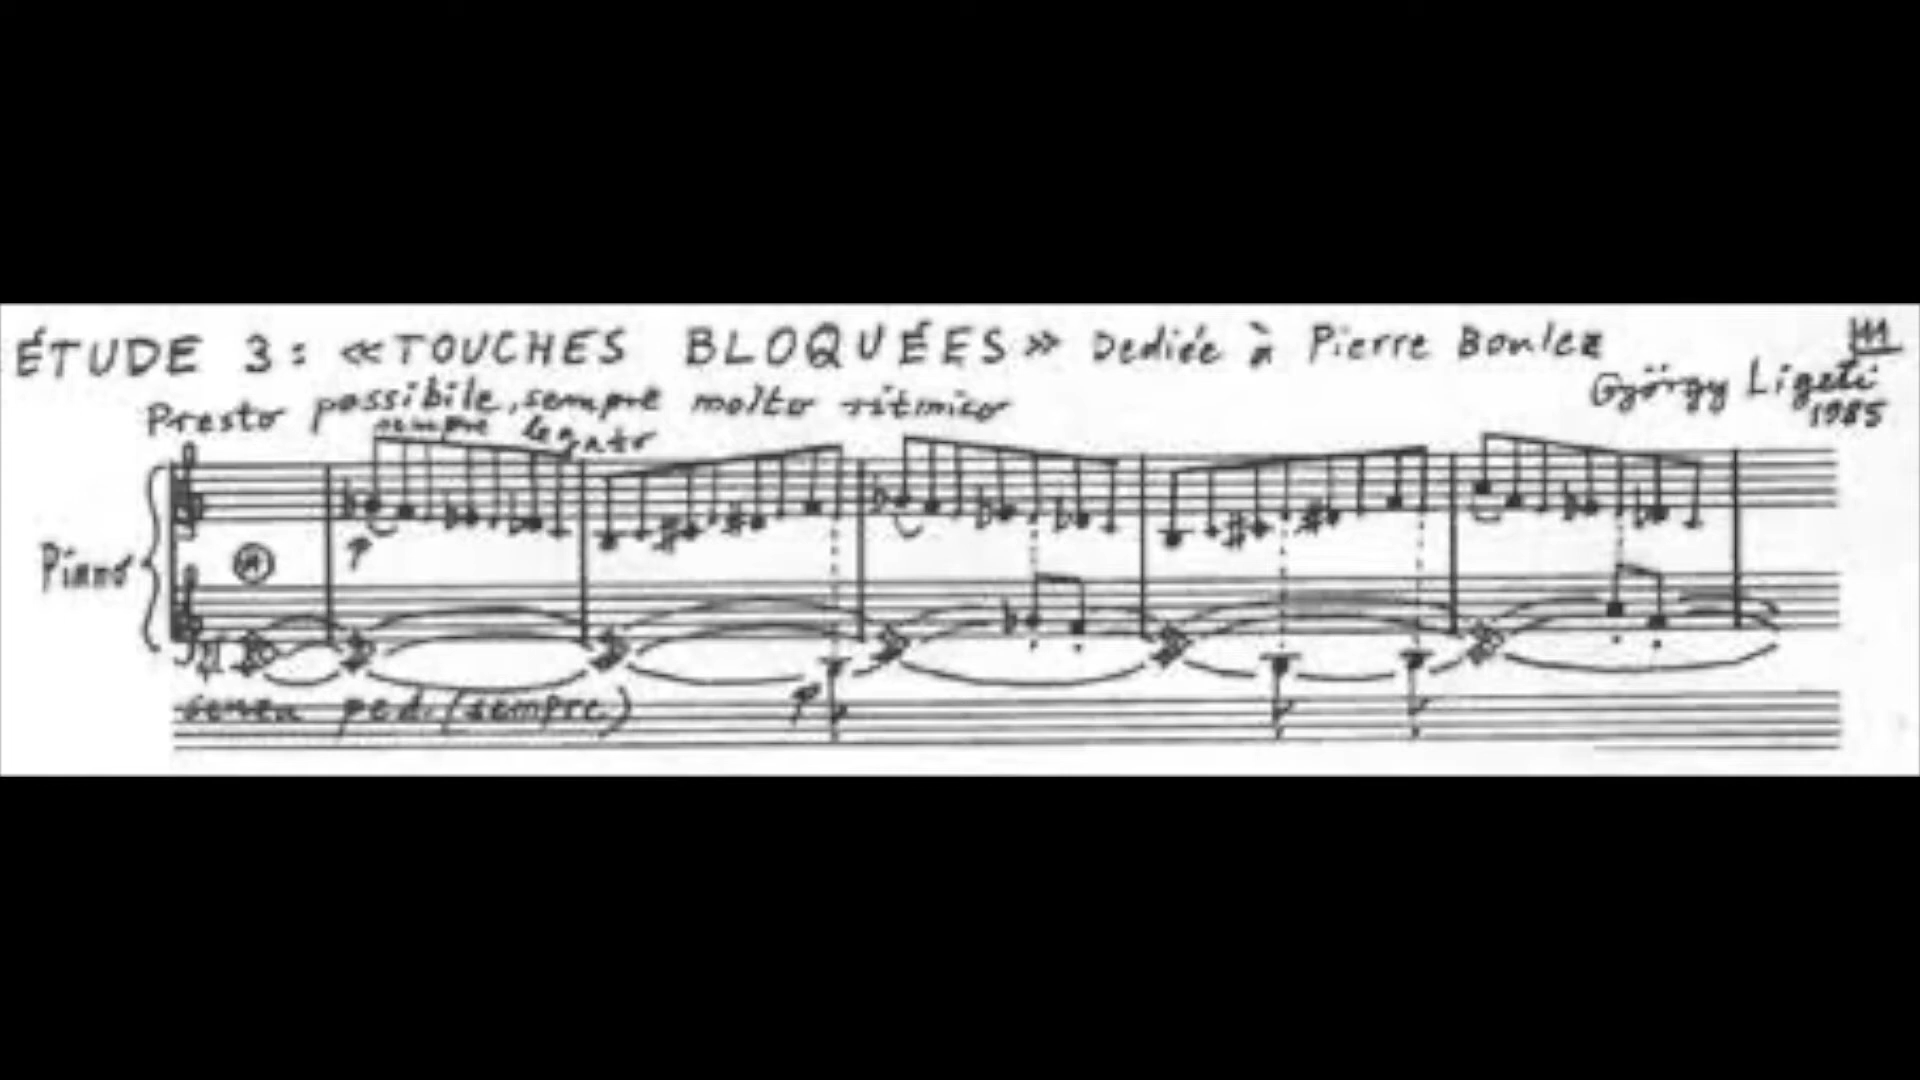 ÉTUDE 3: «TOUCHES BLOQUÉES» Dediée à Pierre Boulez
György Ligeti
1985
Presto possibile, sempre molto ritmico
sempre legato
Piano
p
p
senza ped. (sempre)